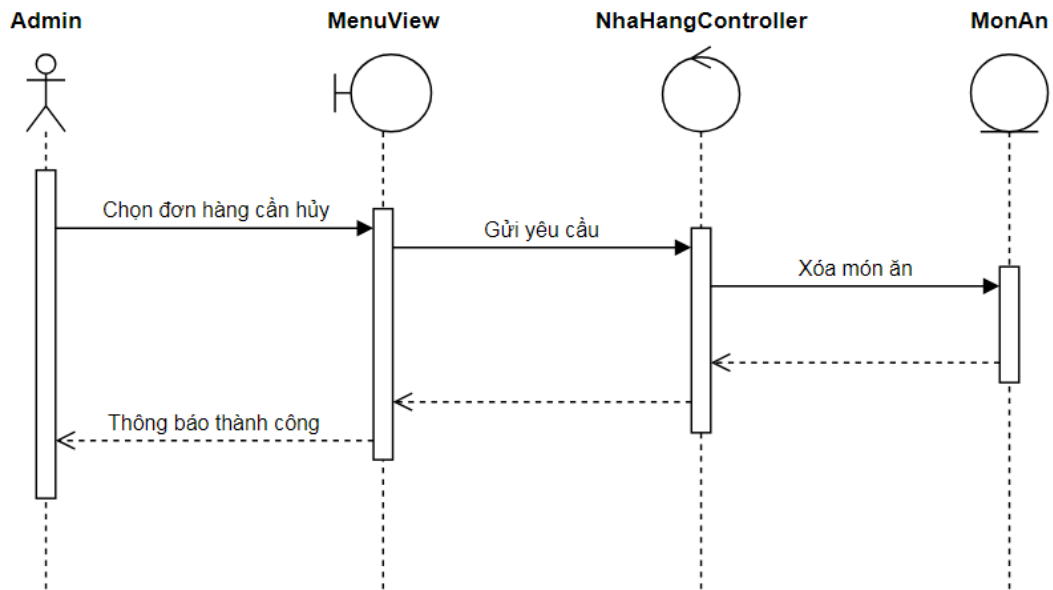 Admin
MenuView
NhaHangController
MonAn
Chọn đơn hàng cần hủy
Gửi yêu cầu
Xóa món ăn
Thông báo thành công